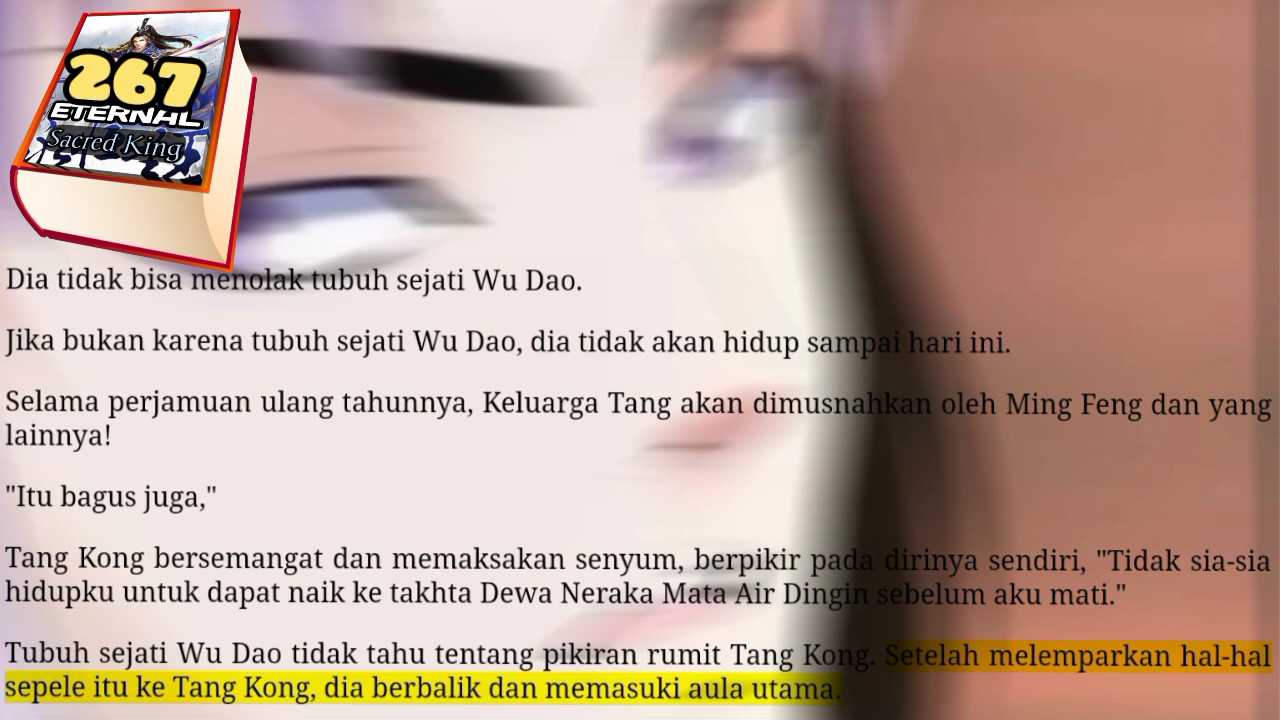 267
ETERNAL
Sacred King
Dia tidak bisa menolak tubuh sejati Wu Dao.
Jika bukan karena tubuh sejati Wu Dao, dia tidak akan hidup sampai hari ini.
Selama perjamuan ulang tahunnya, Keluarga Tang akan dimusnahkan oleh Ming Feng dan yang
lainnya!
"Itu bagus juga,"
Tang Kong bersemangat dan memaksakan senyum, berpikir pada dirinya sendiri, "Tidak sia-sia
hidupku untuk dapat naik ke takhta Dewa Neraka Mata Air Dingin sebelum aku mati."
Tubuh sejati Wu Dao tidak tahu tentang pikiran rumit Tang Kong. Setelah melemparkan hal-hal
sepele itu ke Tang Kong, dia berbalik dan memasuki aula utama.